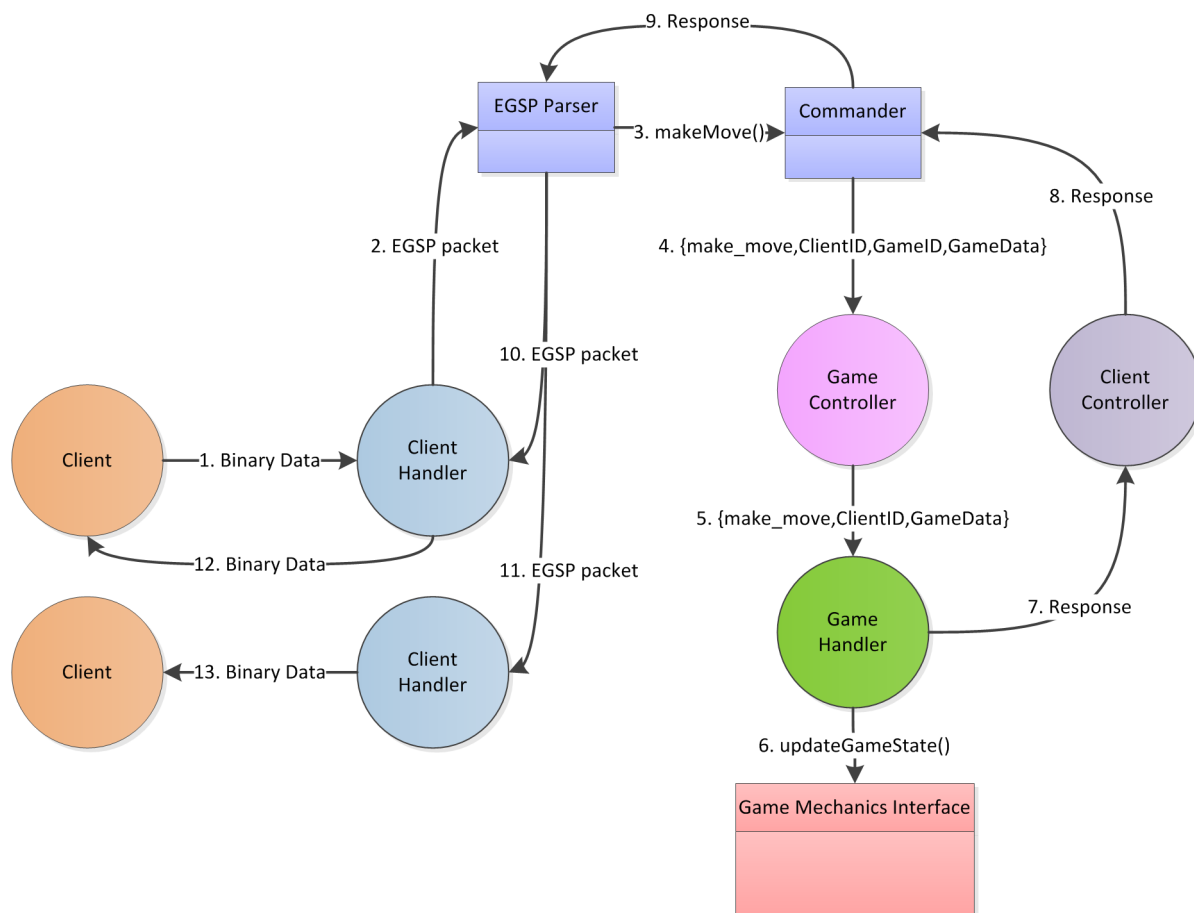 9. Response
EGSP Parser
Commander
3. makeMove()
8. Response
2. EGSP packet
4. {make_move,ClientID,GameID,GameData}
10. EGSP packet
Game
Controller
Client
Controller
Client
1. Binary Data
Client
Handler
5. {make_move,ClientID,GameData}
12. Binary Data
11. EGSP packet
7. Response
Game
Handler
Client
13. Binary Data
Client
Handler
6. updateGameState()
Game Mechanics Interface